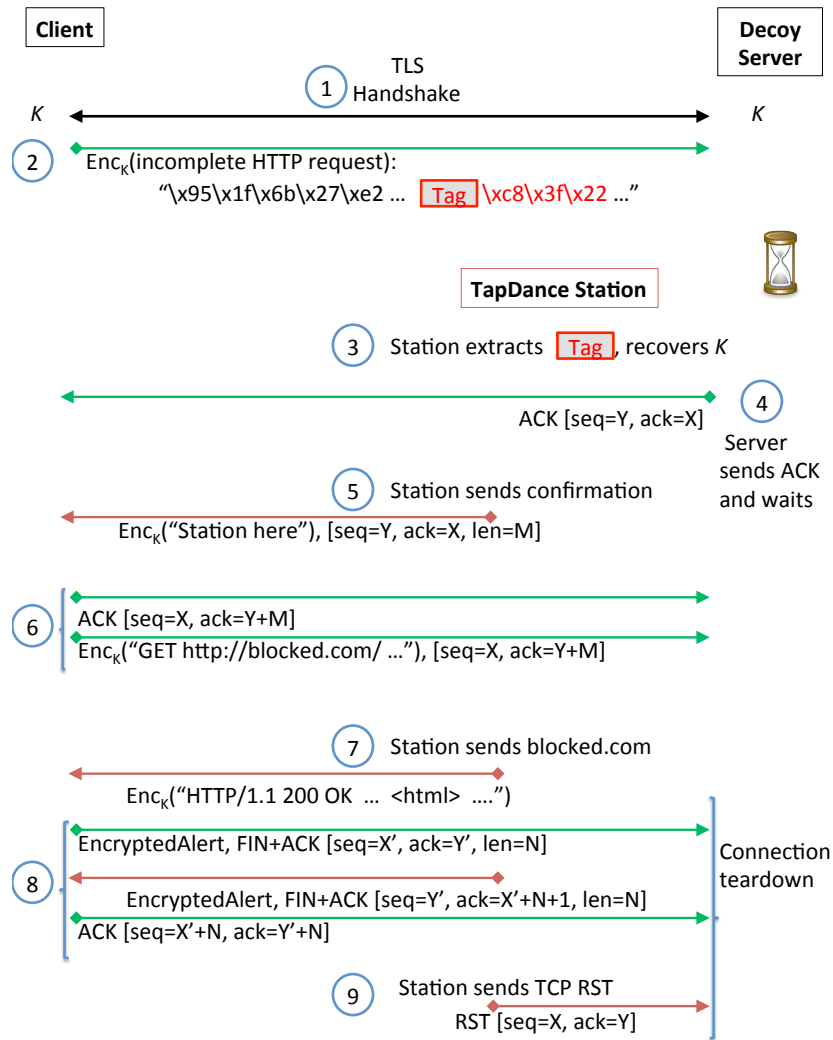 Client
Decoy
Server
1
TLS
Handshake
K
K
2
Enc_K(incomplete HTTP request):
“\x95\x1f\x6b\x27\xe2 … Tag \xc8\x3f\x22 …”
TapDance Station
3 Station extracts Tag, recovers K
ACK [seq=Y, ack=X]
4
Server
sends ACK
and waits
5 Station sends confirmation
Enc_K(“Station here”), [seq=Y, ack=X, len=M]
6
ACK [seq=X, ack=Y+M]
Enc_K(“GET http://blocked.com/ …”), [seq=X, ack=Y+M]
7 Station sends blocked.com
Enc_K(“HTTP/1.1 200 OK … <html> ….”)
8
EncryptedAlert, FIN+ACK [seq=X’, ack=Y’, len=N]
EncryptedAlert, FIN+ACK [seq=Y’, ack=X’+N+1, len=N]
ACK [seq=X’+N, ack=Y’+N]
Connection
teardown
9 Station sends TCP RST
RST [seq=X, ack=Y]